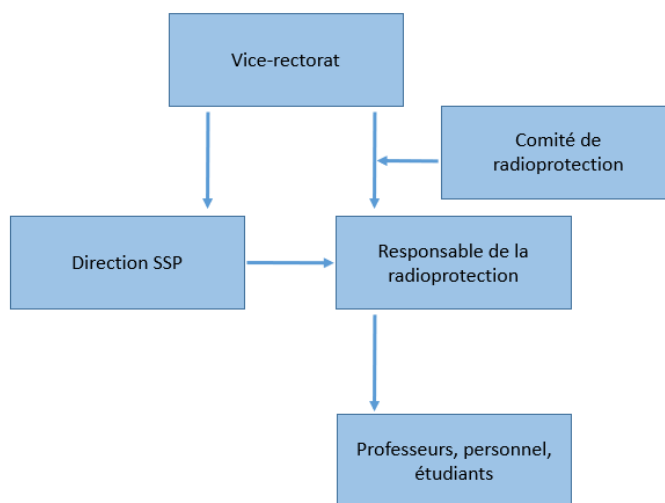 Vice-rectorat
Comité de
radioprotection
Direction SSP
Responsable de la
radioprotection
Professeurs, personnel,
étudiants